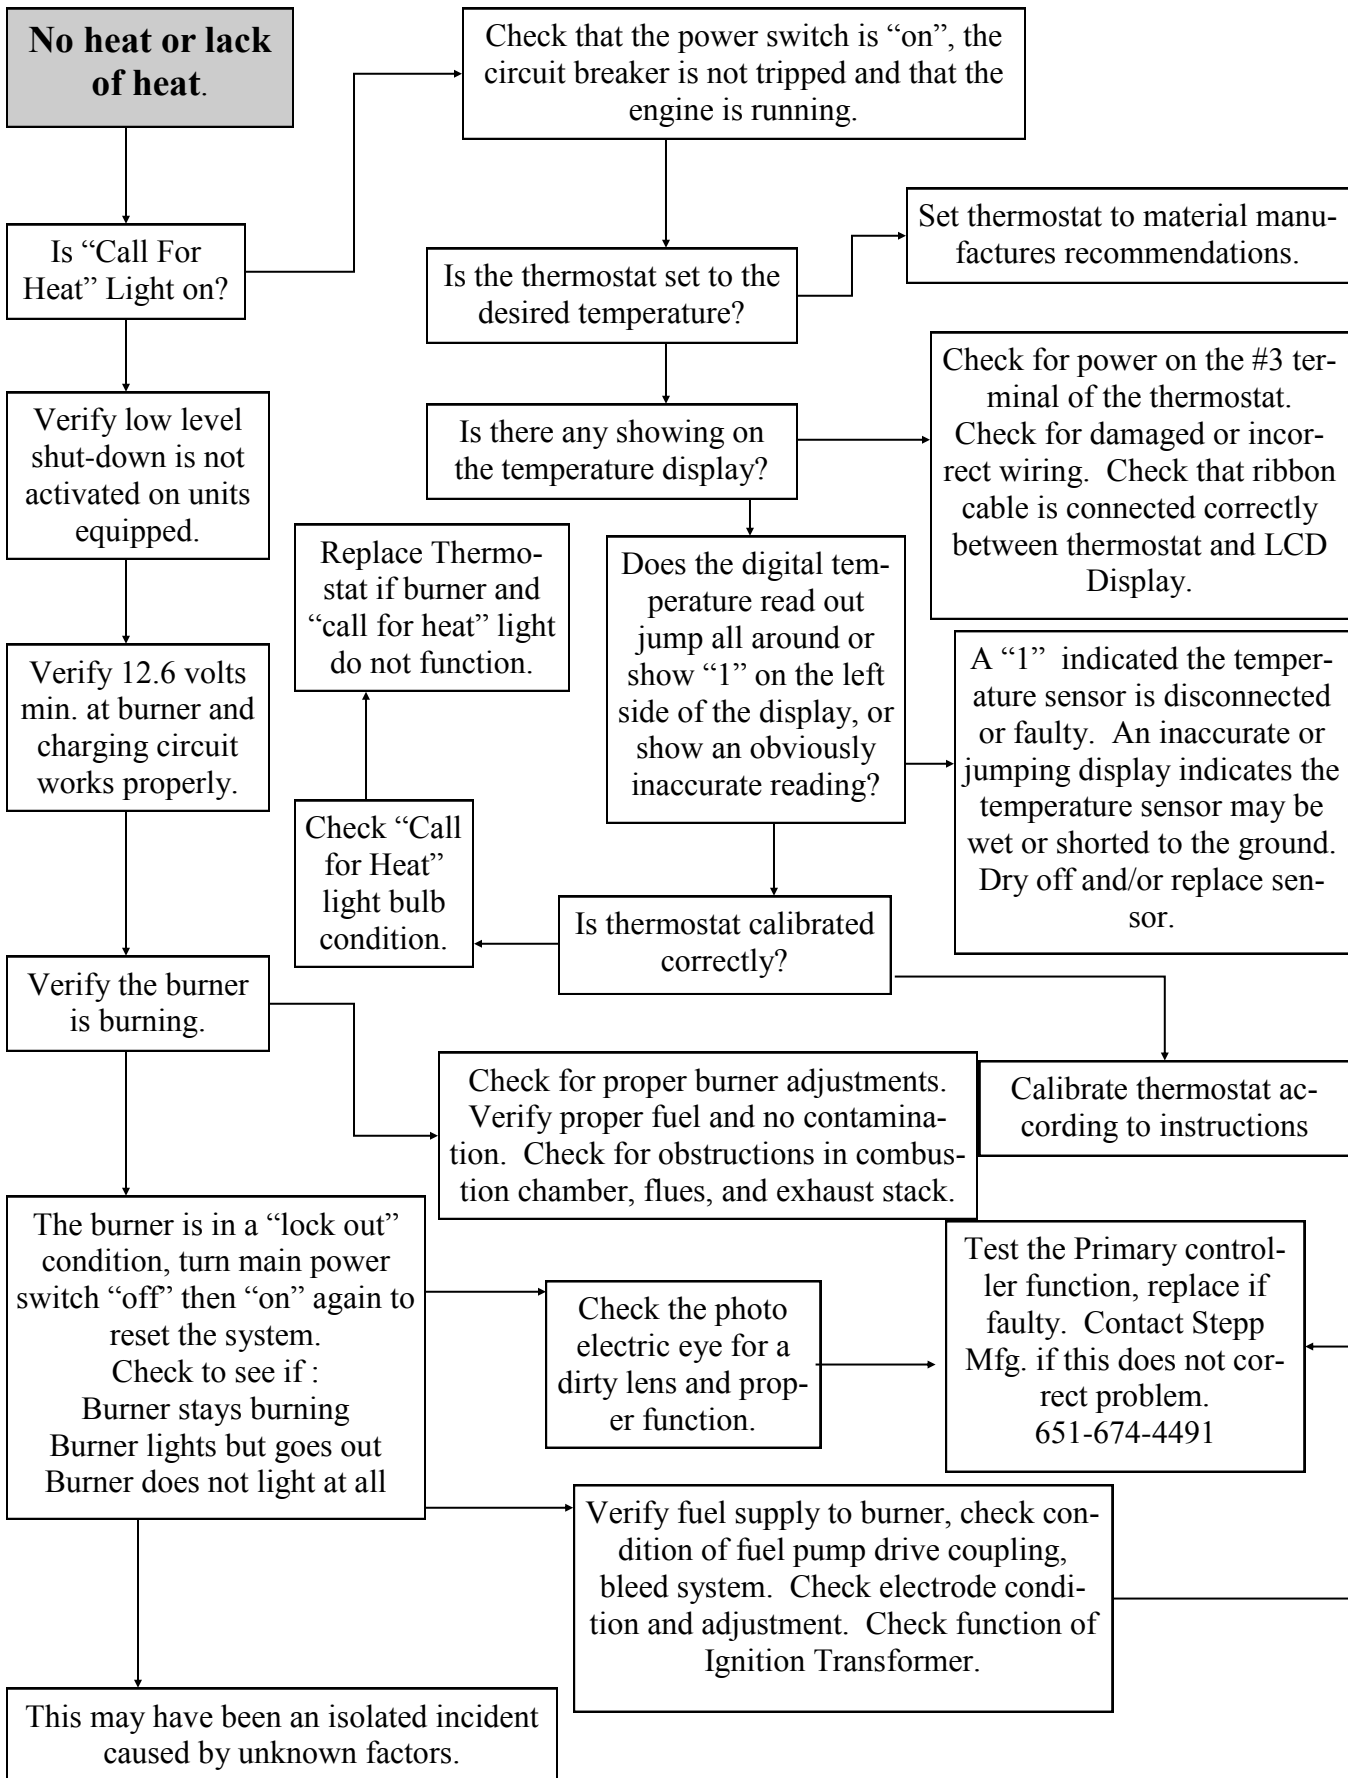 No heat or lack
of heat.
Check that the power switch is “on”, the
circuit breaker is not tripped and that the
engine is running.
Is “Call For
Heat” Light on?
Set thermostat to material manu-
factures recommendations.
Is the thermostat set to the
desired temperature?
Verify low level
shut-down is not
activated on units
equipped.
Is there any showing on
the temperature display?
Check for power on the #3 ter-
minal of the thermostat.
Check for damaged or incor-
rect wiring.  Check that ribbon
cable is connected correctly
between thermostat and LCD
Display.
Replace Thermo-
stat if burner and
“call for heat” light
do not function.
Does the digital tem-
perature read out
jump all around or
show “1” on the left
side of the display, or
show an obviously
inaccurate reading?
A “1”  indicated the temper-
ature sensor is disconnected
or faulty.  An inaccurate or
jumping display indicates the
temperature sensor may be
wet or shorted to the ground.
Dry off and/or replace sen-
sor.
Verify 12.6 volts
min. at burner and
charging circuit
works properly.
Check “Call
for Heat”
light bulb
condition.
Is thermostat calibrated
correctly?
Verify the burner
is burning.
Check for proper burner adjustments.
Verify proper fuel and no contamina-
tion.  Check for obstructions in combus-
tion chamber, flues, and exhaust stack.
Calibrate thermostat ac-
cording to instructions
The burner is in a “lock out”
condition, turn main power
switch “off” then “on” again to
reset the system.
Check to see if :
Burner stays burning
Burner lights but goes out
Burner does not light at all
Check the photo
electric eye for a
dirty lens and prop-
er function.
Test the Primary control-
ler function, replace if
faulty.  Contact Stepp
Mfg. if this does not cor-
rect problem.
651-674-4491
Verify fuel supply to burner, check con-
dition of fuel pump drive coupling,
bleed system.  Check electrode condi-
tion and adjustment.  Check function of
Ignition Transformer.
This may have been an isolated incident
caused by unknown factors.